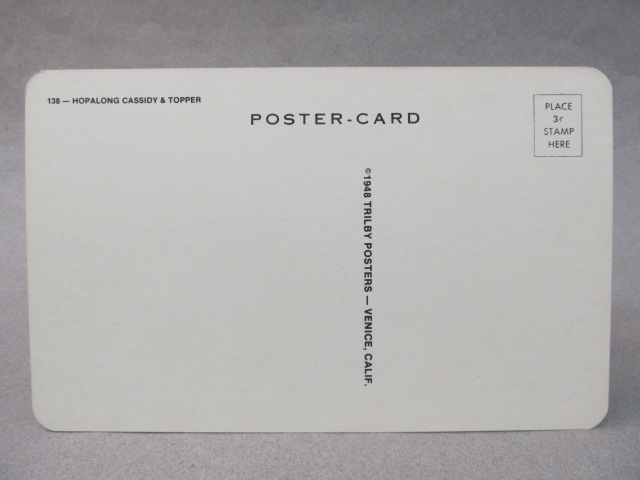 138 — HOPALONG CASSIDY & TOPPER
POSTER-CARD
PLACE
3¢
STAMP
HERE
©1948 TRILBY POSTERS — VENICE, CALIF.